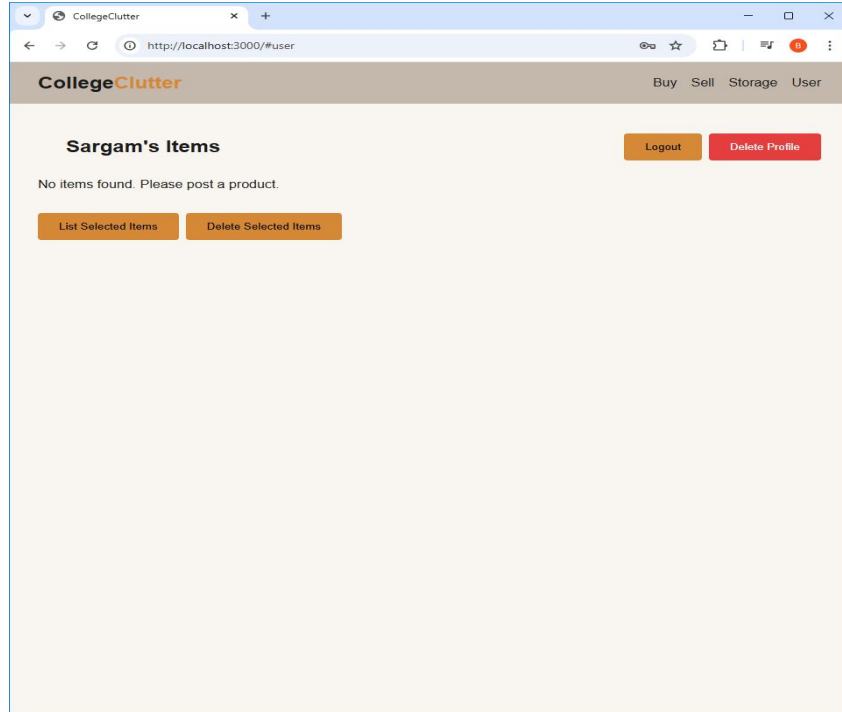 CollegeClutter
http://localhost:3000/#user
B
CollegeClutter
Buy Sell Storage User
Sargam's Items
Logout Delete Profile
No items found. Please post a product.
List Selected Items Delete Selected Items